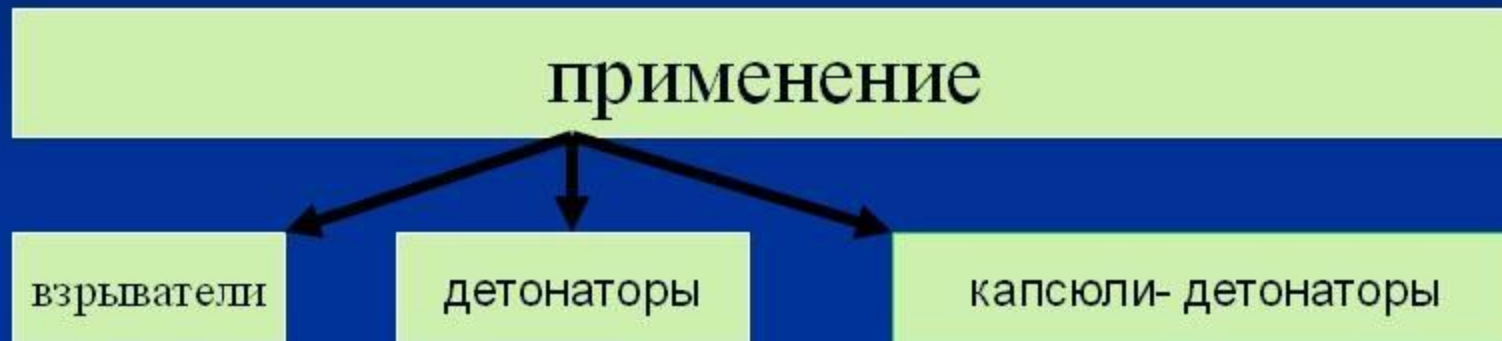 применение
взрыватели
детонаторы
капсюли- детонаторы